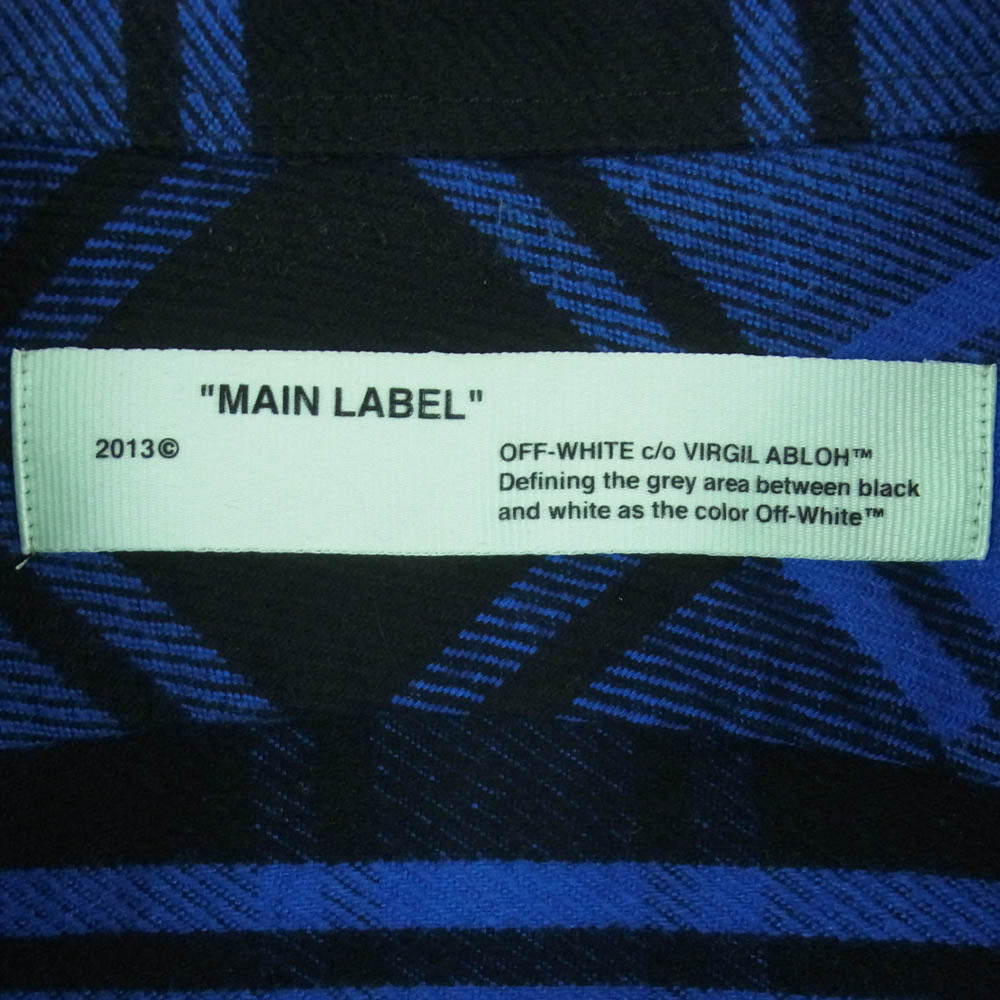 "MAIN LABEL"
2013©
OFF-WHITE c/o VIRGIL ABLOH™
Defining the grey area between black
and white as the color Off-White™